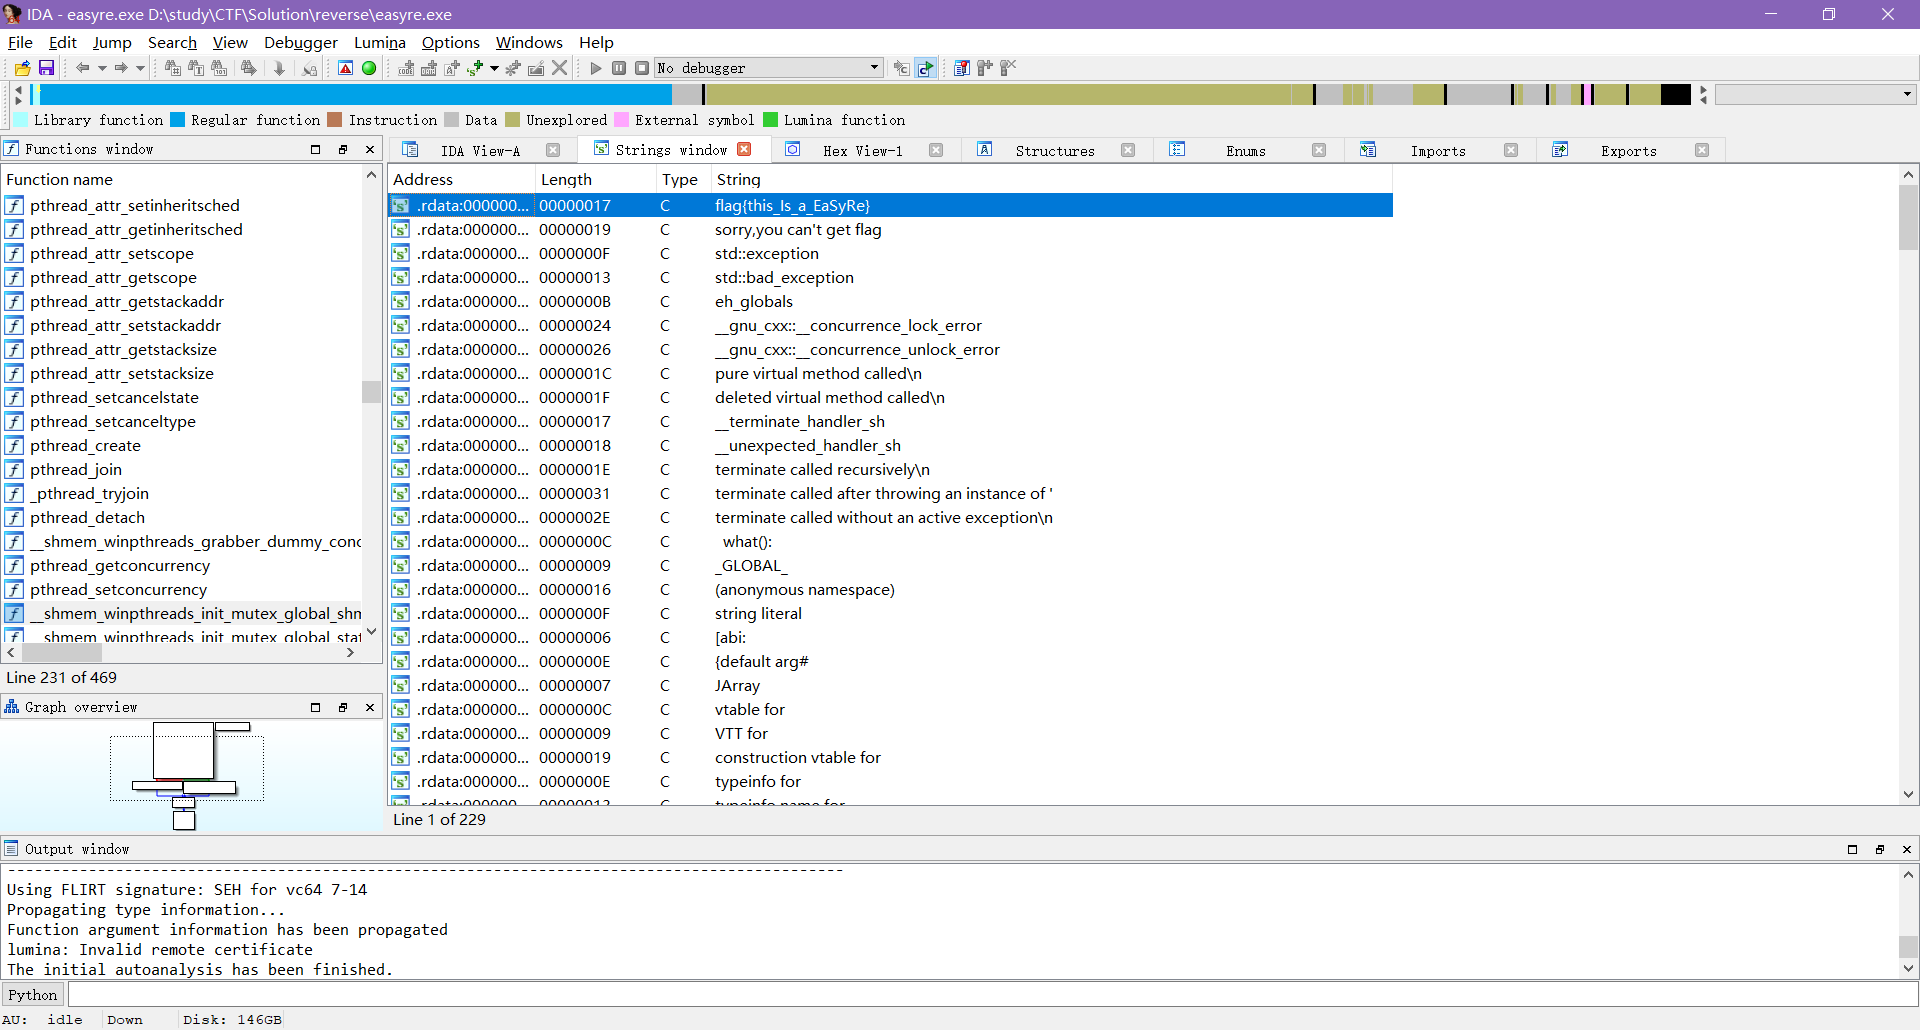 IDA - easyre.exe D:\study\CTF\Solution\reverse\easyre.exe
File Edit Jump Search View Debugger Lumina Options Windows Help
No debugger
Library function Regular function Instruction Data Unexplored External symbol Lumina function
Functions window
IDA View-A Strings window Hex View-1 Structures Enums Imports Exports
Function name
pthread_attr_setinheritsched
pthread_attr_getinheritsched
pthread_attr_setscope
pthread_attr_getscope
pthread_attr_getstackaddr
pthread_attr_setstackaddr
pthread_attr_getstacksize
pthread_attr_setstacksize
pthread_setcancelstate
pthread_setcanceltype
pthread_create
pthread_join
_pthread_tryjoin
pthread_detach
__shmem_winpthreads_grabber_dummy_conc
pthread_getconcurrency
pthread_setconcurrency
__shmem_winpthreads_init_mutex_global_shm
__shmem_winpthreads_init_mutex_global_stat
Line 231 of 469
Graph overview
Address Length Type String
.rdata:000000... 00000017 C flag{this_Is_a_EaSyRe}
.rdata:000000... 00000019 C sorry,you can't get flag
.rdata:000000... 0000000F C std::exception
.rdata:000000... 00000013 C std::bad_exception
.rdata:000000... 0000000B C eh_globals
.rdata:000000... 00000024 C __gnu_cxx::__concurrence_lock_error
.rdata:000000... 00000026 C __gnu_cxx::__concurrence_unlock_error
.rdata:000000... 0000001C C pure virtual method called\n
.rdata:000000... 0000001F C deleted virtual method called\n
.rdata:000000... 00000017 C __terminate_handler_sh
.rdata:000000... 00000018 C __unexpected_handler_sh
.rdata:000000... 0000001E C terminate called recursively\n
.rdata:000000... 00000031 C terminate called after throwing an instance of '
.rdata:000000... 0000002E C terminate called without an active exception\n
.rdata:000000... 0000000C C what():
.rdata:000000... 00000009 C _GLOBAL_
.rdata:000000... 00000016 C (anonymous namespace)
.rdata:000000... 0000000F C string literal
.rdata:000000... 00000006 C [abi:
.rdata:000000... 0000000E C {default arg#
.rdata:000000... 00000007 C JArray
.rdata:000000... 0000000C C vtable for
.rdata:000000... 00000009 C VTT for
.rdata:000000... 00000019 C construction vtable for
.rdata:000000... 0000000E C typeinfo for
.rdata:000000... 00000013 C typeinfo name for
Line 1 of 229
Output window
Using FLIRT signature: SEH for vc64 7-14
Propagating type information...
Function argument information has been propagated
lumina: Invalid remote certificate
The initial autoanalysis has been finished.
Python
AU: idle Down Disk: 146GB